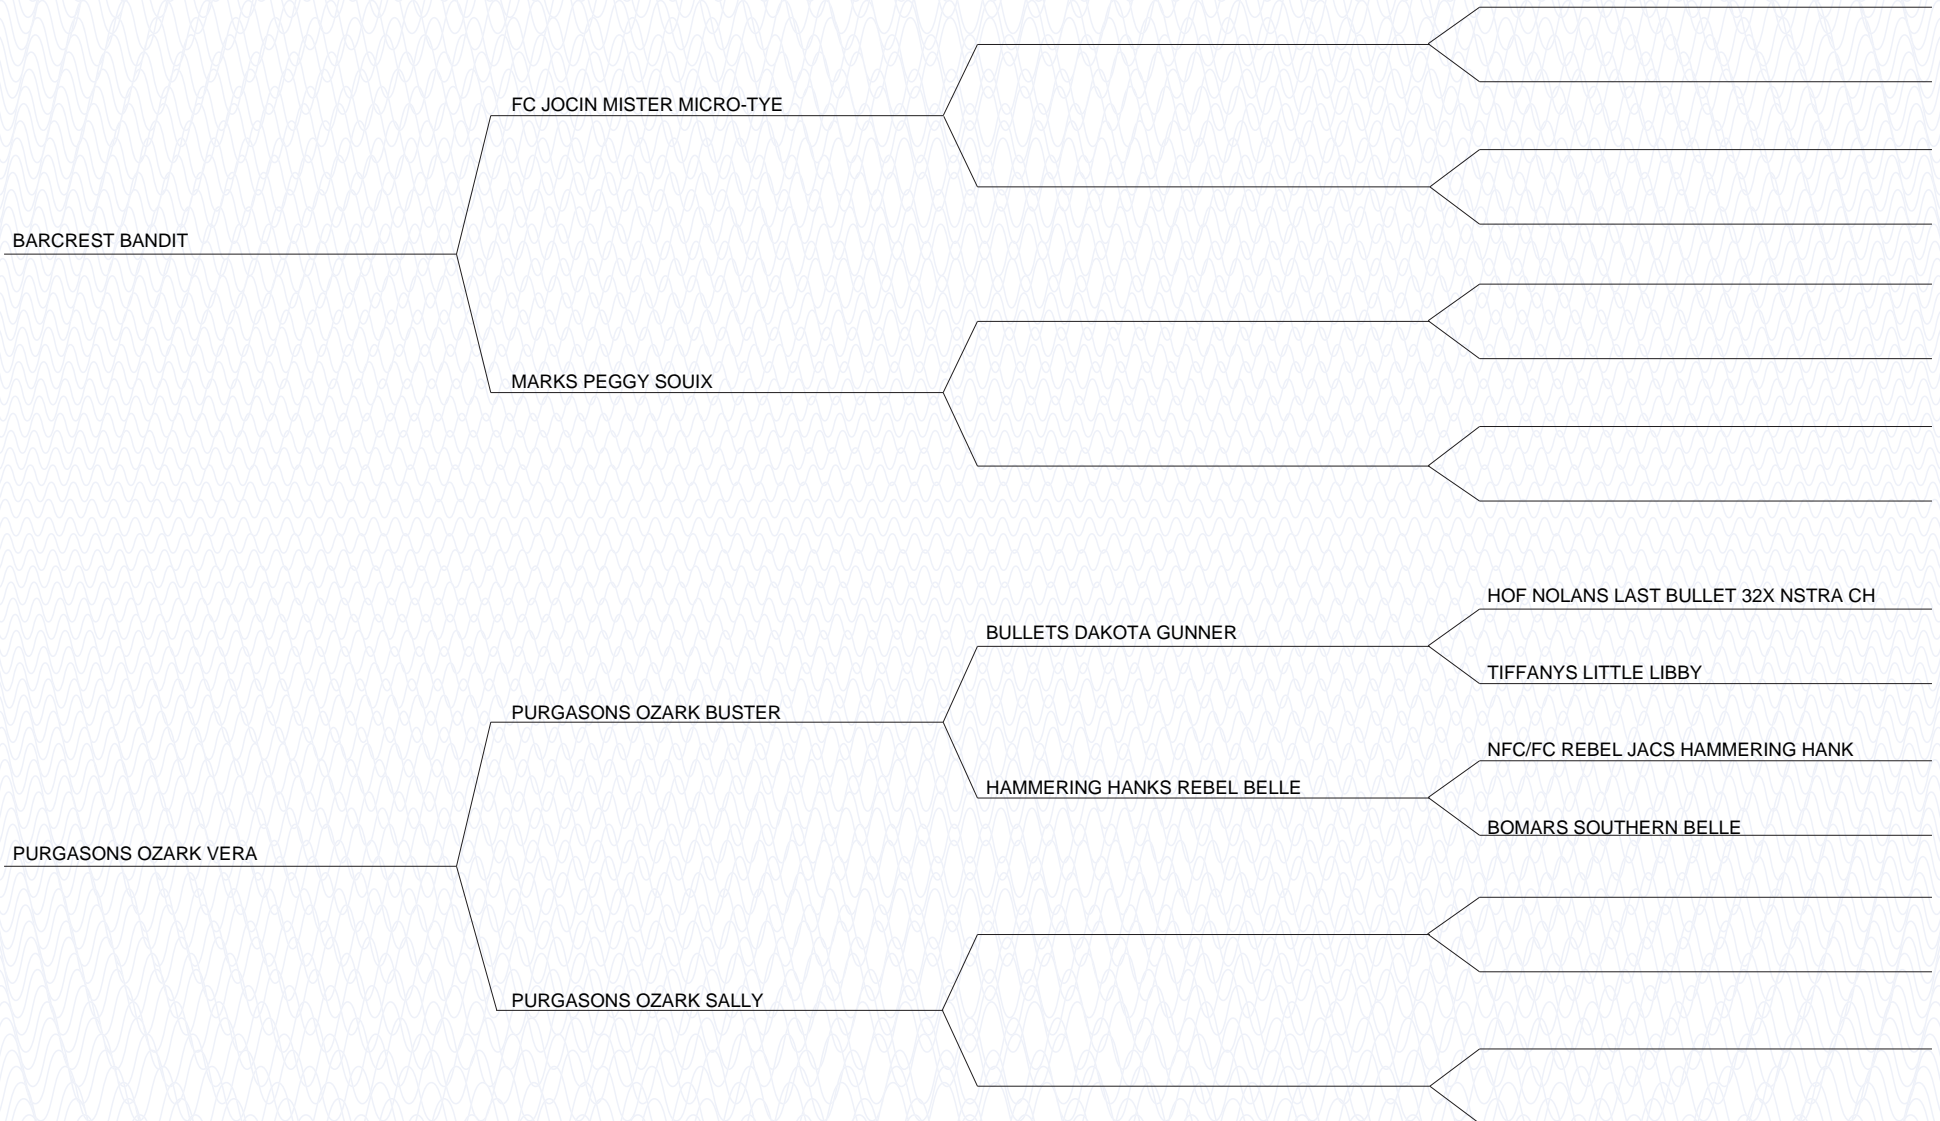 FC JOCIN MISTER MICRO-TYE
BARCREST BANDIT
MARKS PEGGY SOUIX
HOF NOLANS LAST BULLET 32X NSTRA CH
BULLETS DAKOTA GUNNER
TIFFANYS LITTLE LIBBY
PURGASONS OZARK BUSTER
NFC/FC REBEL JACS HAMMERING HANK
HAMMERING HANKS REBEL BELLE
BOMARS SOUTHERN BELLE
PURGASONS OZARK VERA
PURGASONS OZARK SALLY